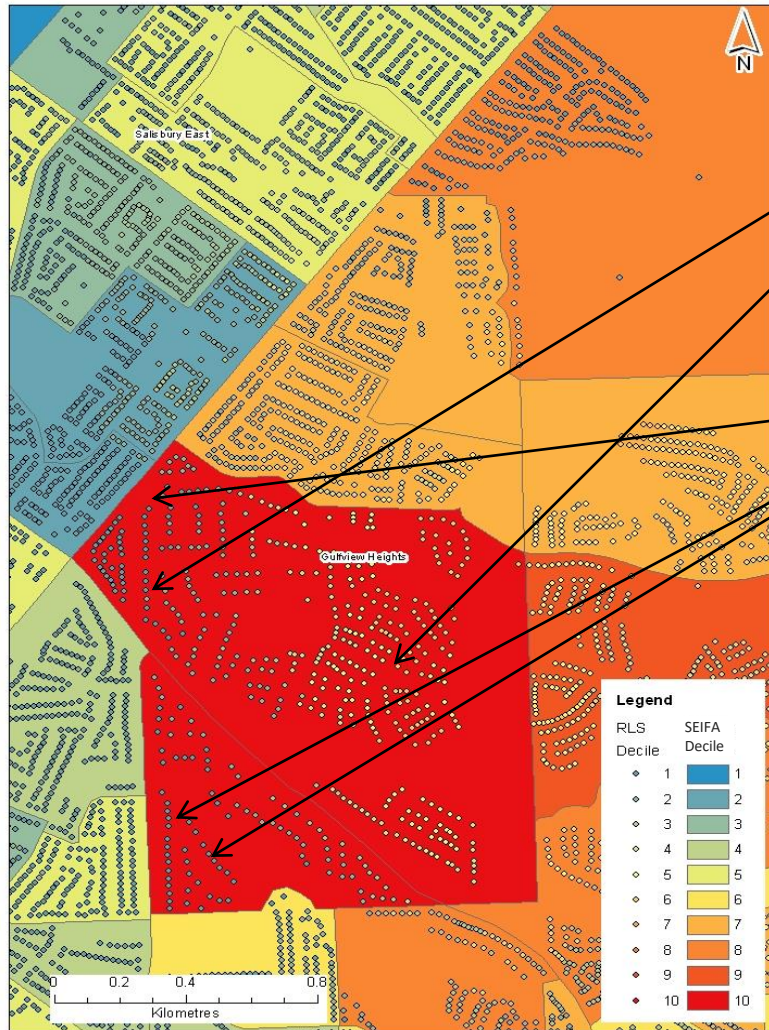 N
Salisbury East
Gulfview Heights
Legend
RLS SEIFA
Decile Decile
1 1
2 2
3 3
4 4
5 5
6 6
7 7
8 8
9 9
10 10
0 0.2 0.4 0.8
Kilometres